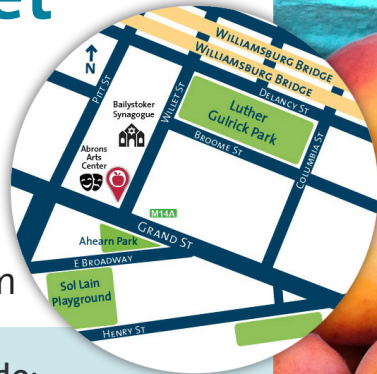 et
WILLIAMSBURG BRIDGE
WILLIAMSBURG BRIDGE
N
PITT ST
WILLET ST
DELANCY ST
Bailystoker
Synagogue
Luther
Gulrick Park
COLUMBIA ST
BROOME ST
Abrons
Arts
Center
M14A
GRAND ST
Ahearn Park
E BROADWAY
m
Sol Lain
Playground
HENRY ST